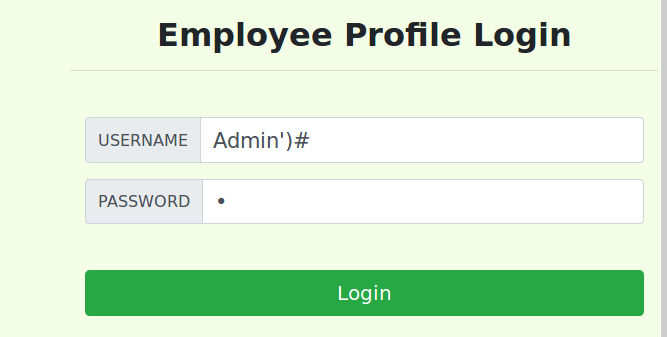 Employee Profile Login
USERNAME Admin')#
PASSWORD •
Login